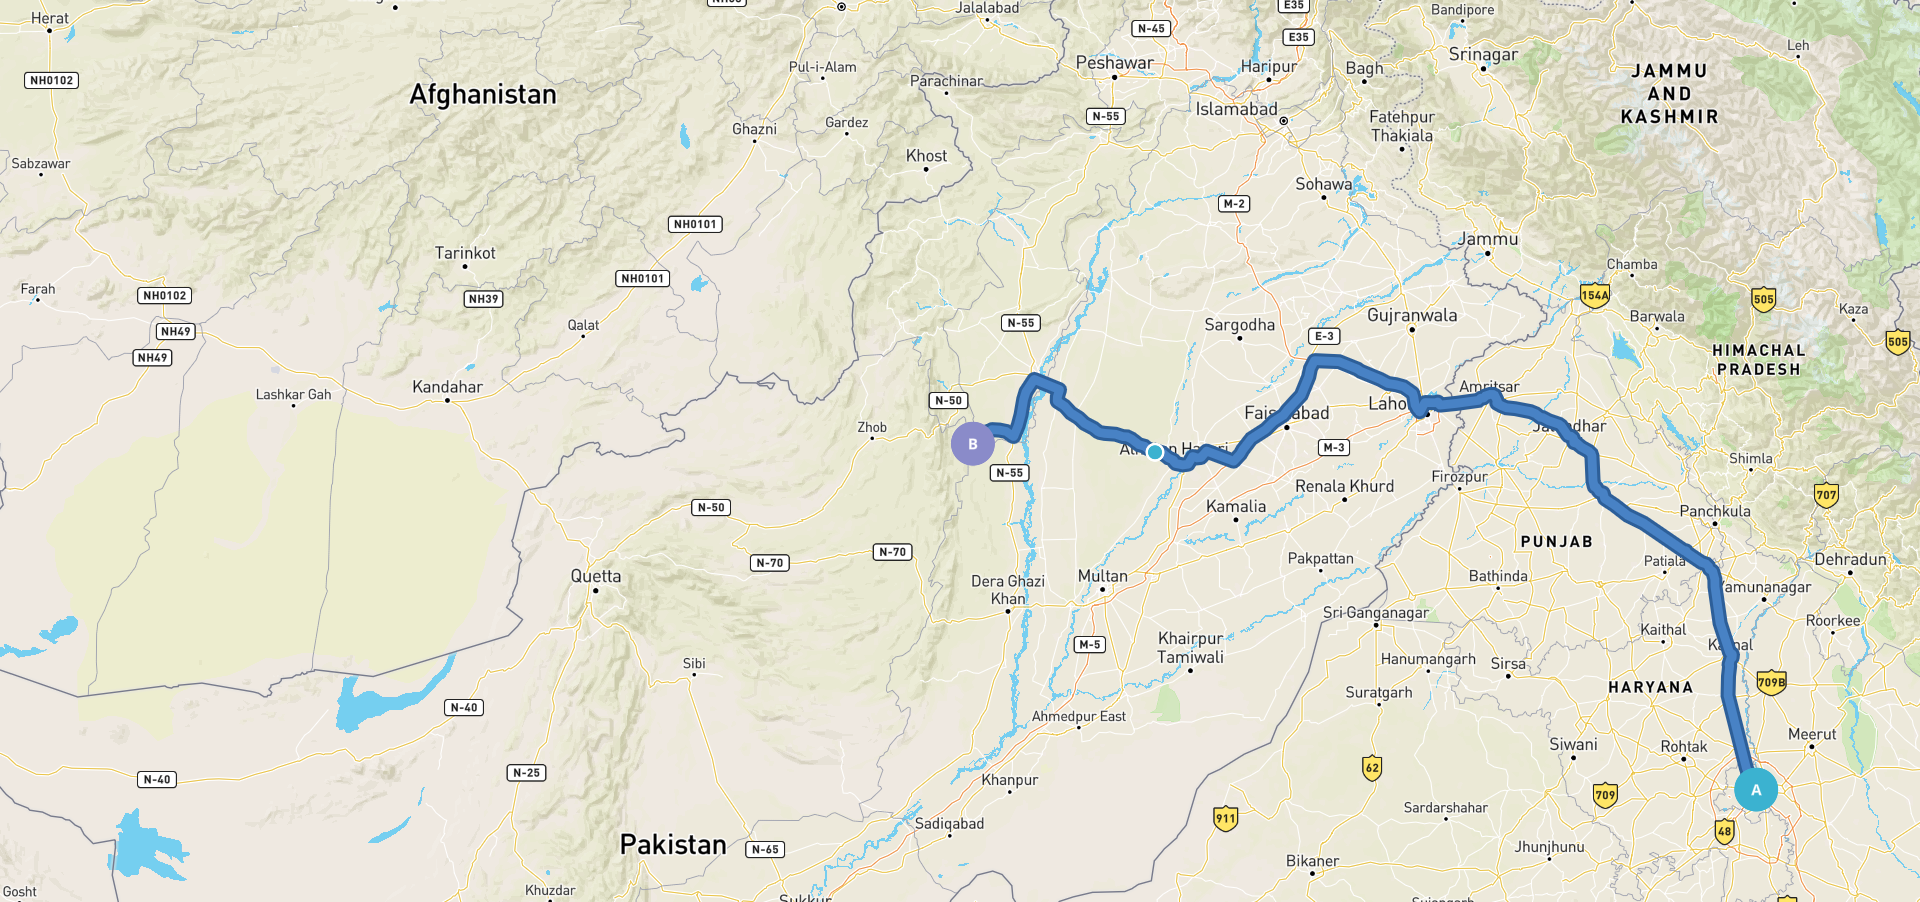 Herat
NH0102
Jalalabad
N-45
E35
E35
Bandipore
Leh
Peshawar
Haripur
Bagh
Srinagar
Pul-i-Alam
Parachinar
Afghanistan
JAMMU
AND
KASHMIR
Islamabad
N-55
Fatehpur
Thakiala
Ghazni
Gardez
Khost
Sabzawar
Sohawa
M-2
NH0101
Tarinkot
Jammu
Chamba
NH0101
Farah
NH0102
NH39
154A
505
Kaza
Barwala
NH49
Qalat
N-55
Sargodha
E-3
Gujranwala
505
NH49
HIMACHAL
PRADESH
Lashkar Gah
Kandahar
N-50
Amritsar
Zhob
B
N-55
M-3
Shimla
Firozpur
Renala Khurd
707
N-50
Kamalia
Panchkula
PUNJAB
N-70
N-70
Pakpattan
Patiala
Dehradun
Quetta
Dera Ghazi
Khan
Multan
Bathinda
Sri Ganganagar
Roorkee
Kaithal
M-5
Khairpur
Tamiwali
Sibi
Hanumangarh
Sirsa
HARYANA
709B
Suratgarh
N-40
Ahmedpur East
Siwani
Rohtak
Meerut
N-40
N-25
Khanpur
62
709
A
Sardarshahar
911
Sadiqabad
48
Pakistan
N-65
Jhunjhunu
Bikaner
Gosht
Khuzdar
Sukkur